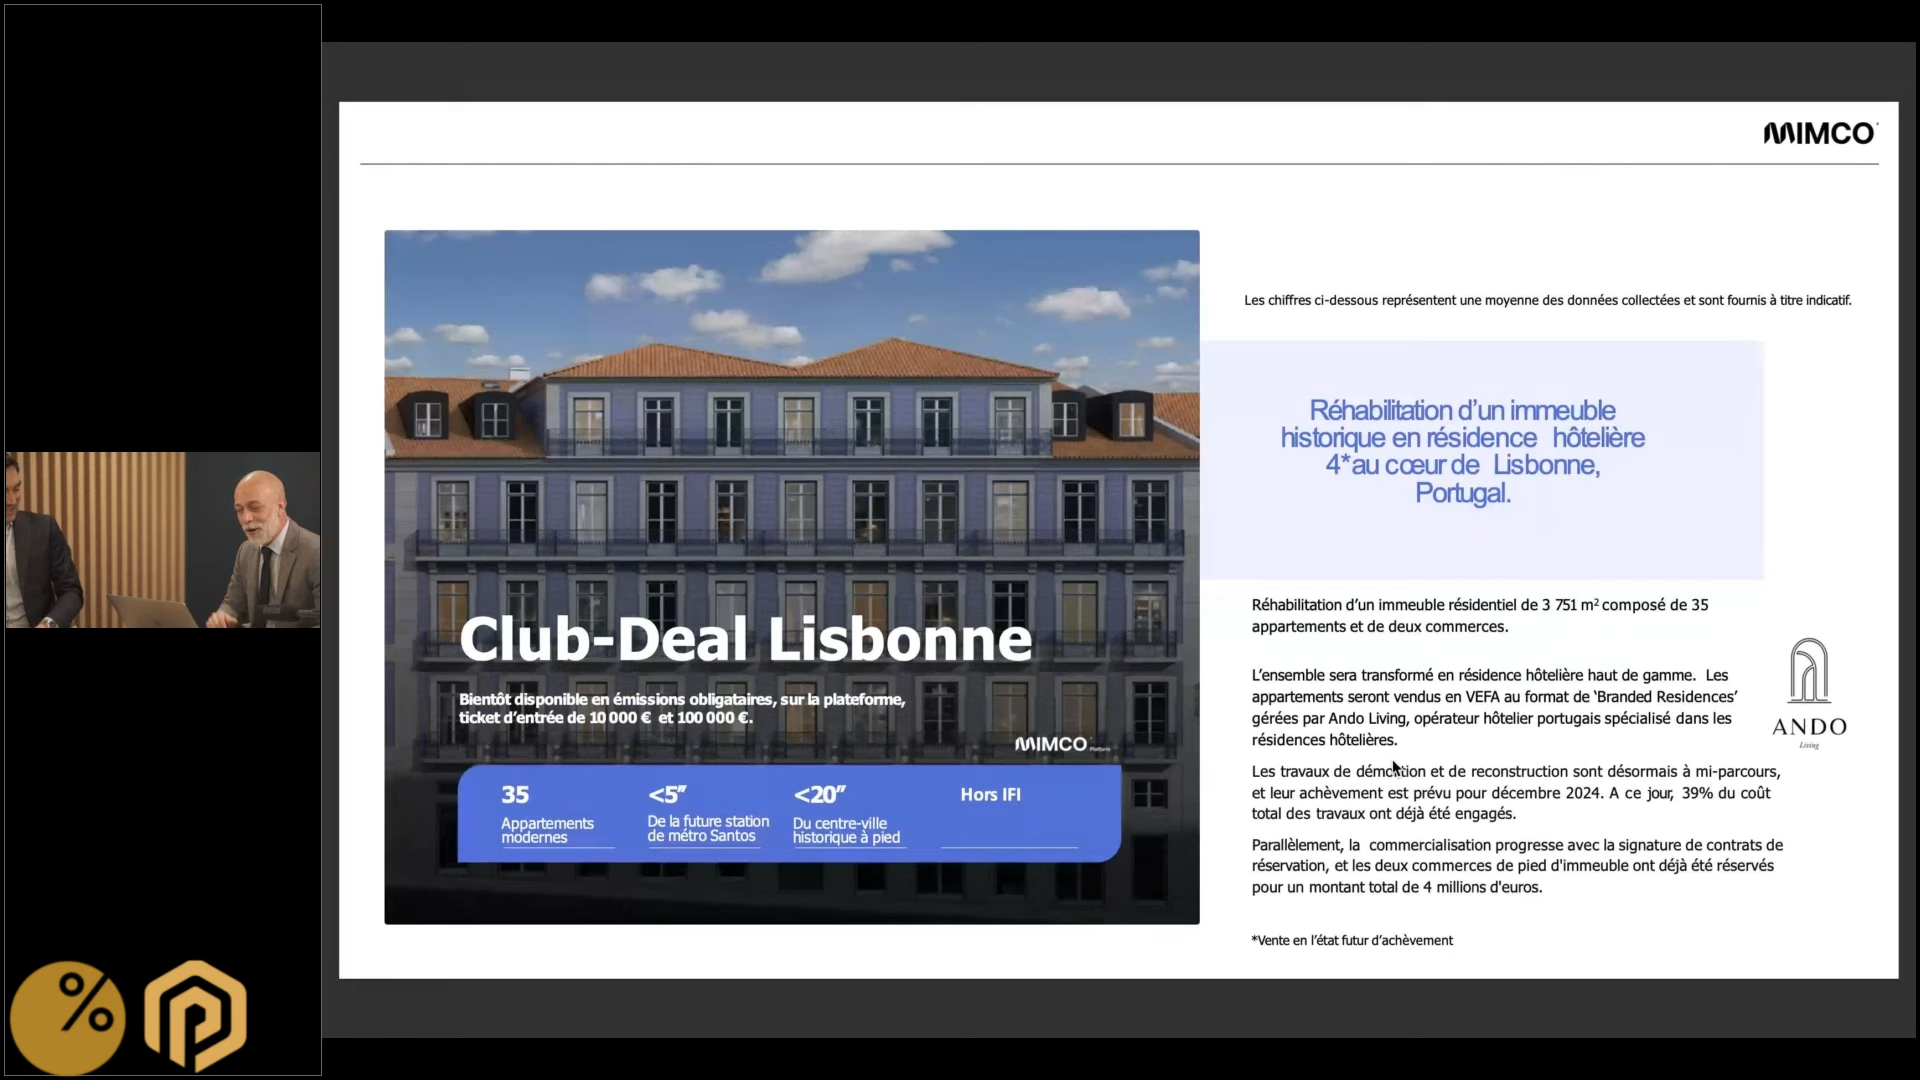 MIMCO
Les chiffres ci-dessous représentent une moyenne des données collectées et sont fournis à titre indicatif.
Réhabilitation d'un immeuble
historique en résidence hôtelière
4* au cœur de Lisbonne,
Portugal.
Club-Deal Lisbonne
Bientôt disponible en émissions obligataires, sur la plateforme,
ticket d'entrée de 10 000 € et 100 000 €.
MIMCO Platform
35
Appartements
modernes
<5”
De la future station
de métro Santos
<20”
Du centre-ville
historique à pied
Hors IFI
Réhabilitation d'un immeuble résidentiel de 3 751 m² composé de 35
appartements et de deux commerces.
L'ensemble sera transformé en résidence hôtelière haut de gamme. Les
appartements seront vendus en VEFA au format de ‘Branded Residences’
gérées par Ando Living, opérateur hôtelier portugais spécialisé dans les
résidences hôtelières.
ANDO
Living
Les travaux de démolition et de reconstruction sont désormais à mi-parcours,
et leur achèvement est prévu pour décembre 2024. A ce jour, 39% du coût
total des travaux ont déjà été engagés.
Parallèlement, la commercialisation progresse avec la signature de contrats de
réservation, et les deux commerces de pied d'immeuble ont déjà été réservés
pour un montant total de 4 millions d'euros.
*Vente en l'état futur d'achèvement
%